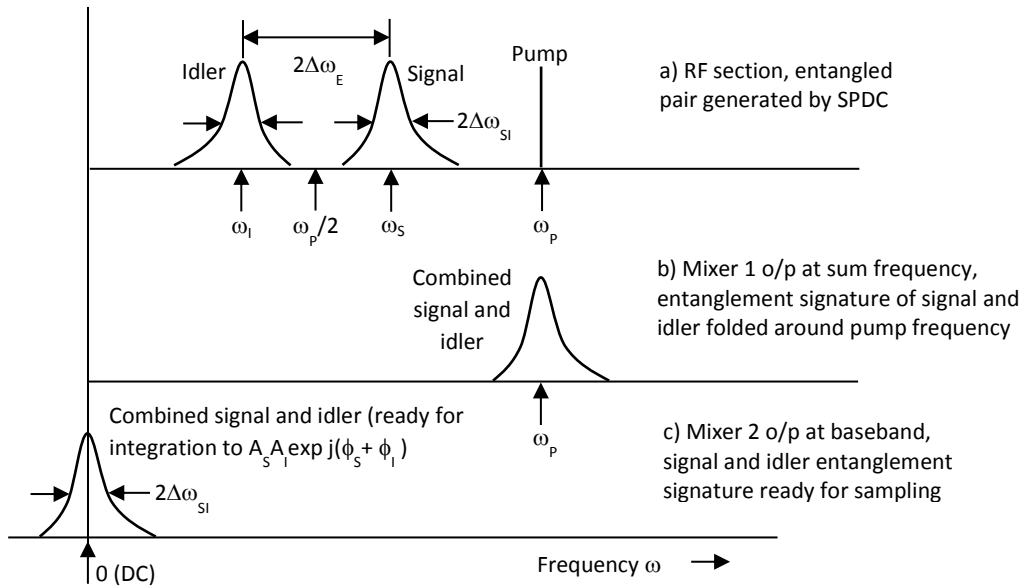 Idler
2Δω_E
Signal
Pump
a) RF section, entangled
pair generated by SPDC
2Δω_SI
ω_I
ω_P/2
ω_S
ω_P
Combined
signal and
idler
b) Mixer 1 o/p at sum frequency,
entanglement signature of signal and
idler folded around pump frequency
ω_P
Combined signal and idler (ready for
integration to A_S A_I exp j(ϕ_S + ϕ_I)
c) Mixer 2 o/p at baseband,
signal and idler entanglement
signature ready for sampling
2Δω_SI
0 (DC)
Frequency ω